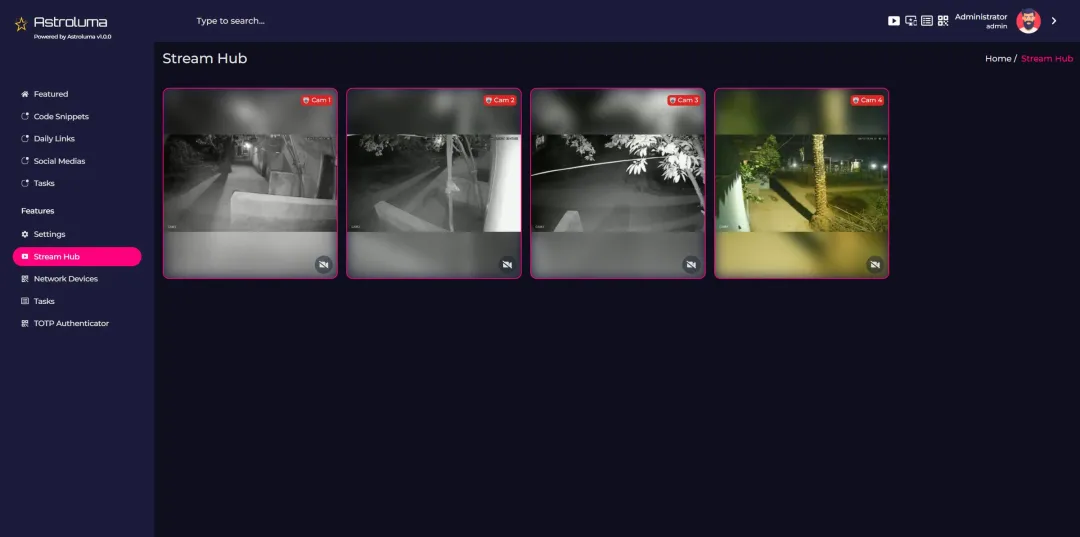 Astroluma
Powered by Astroluma v1.0.0
Type to search...
Administrator
admin
Featured
Code Snippets
Daily Links
Social Medias
Tasks
Features
Settings
Stream Hub
Network Devices
Tasks
TOTP Authenticator
Stream Hub
Home / Stream Hub
Cam 1
Cam 2
Cam 3
Cam 4